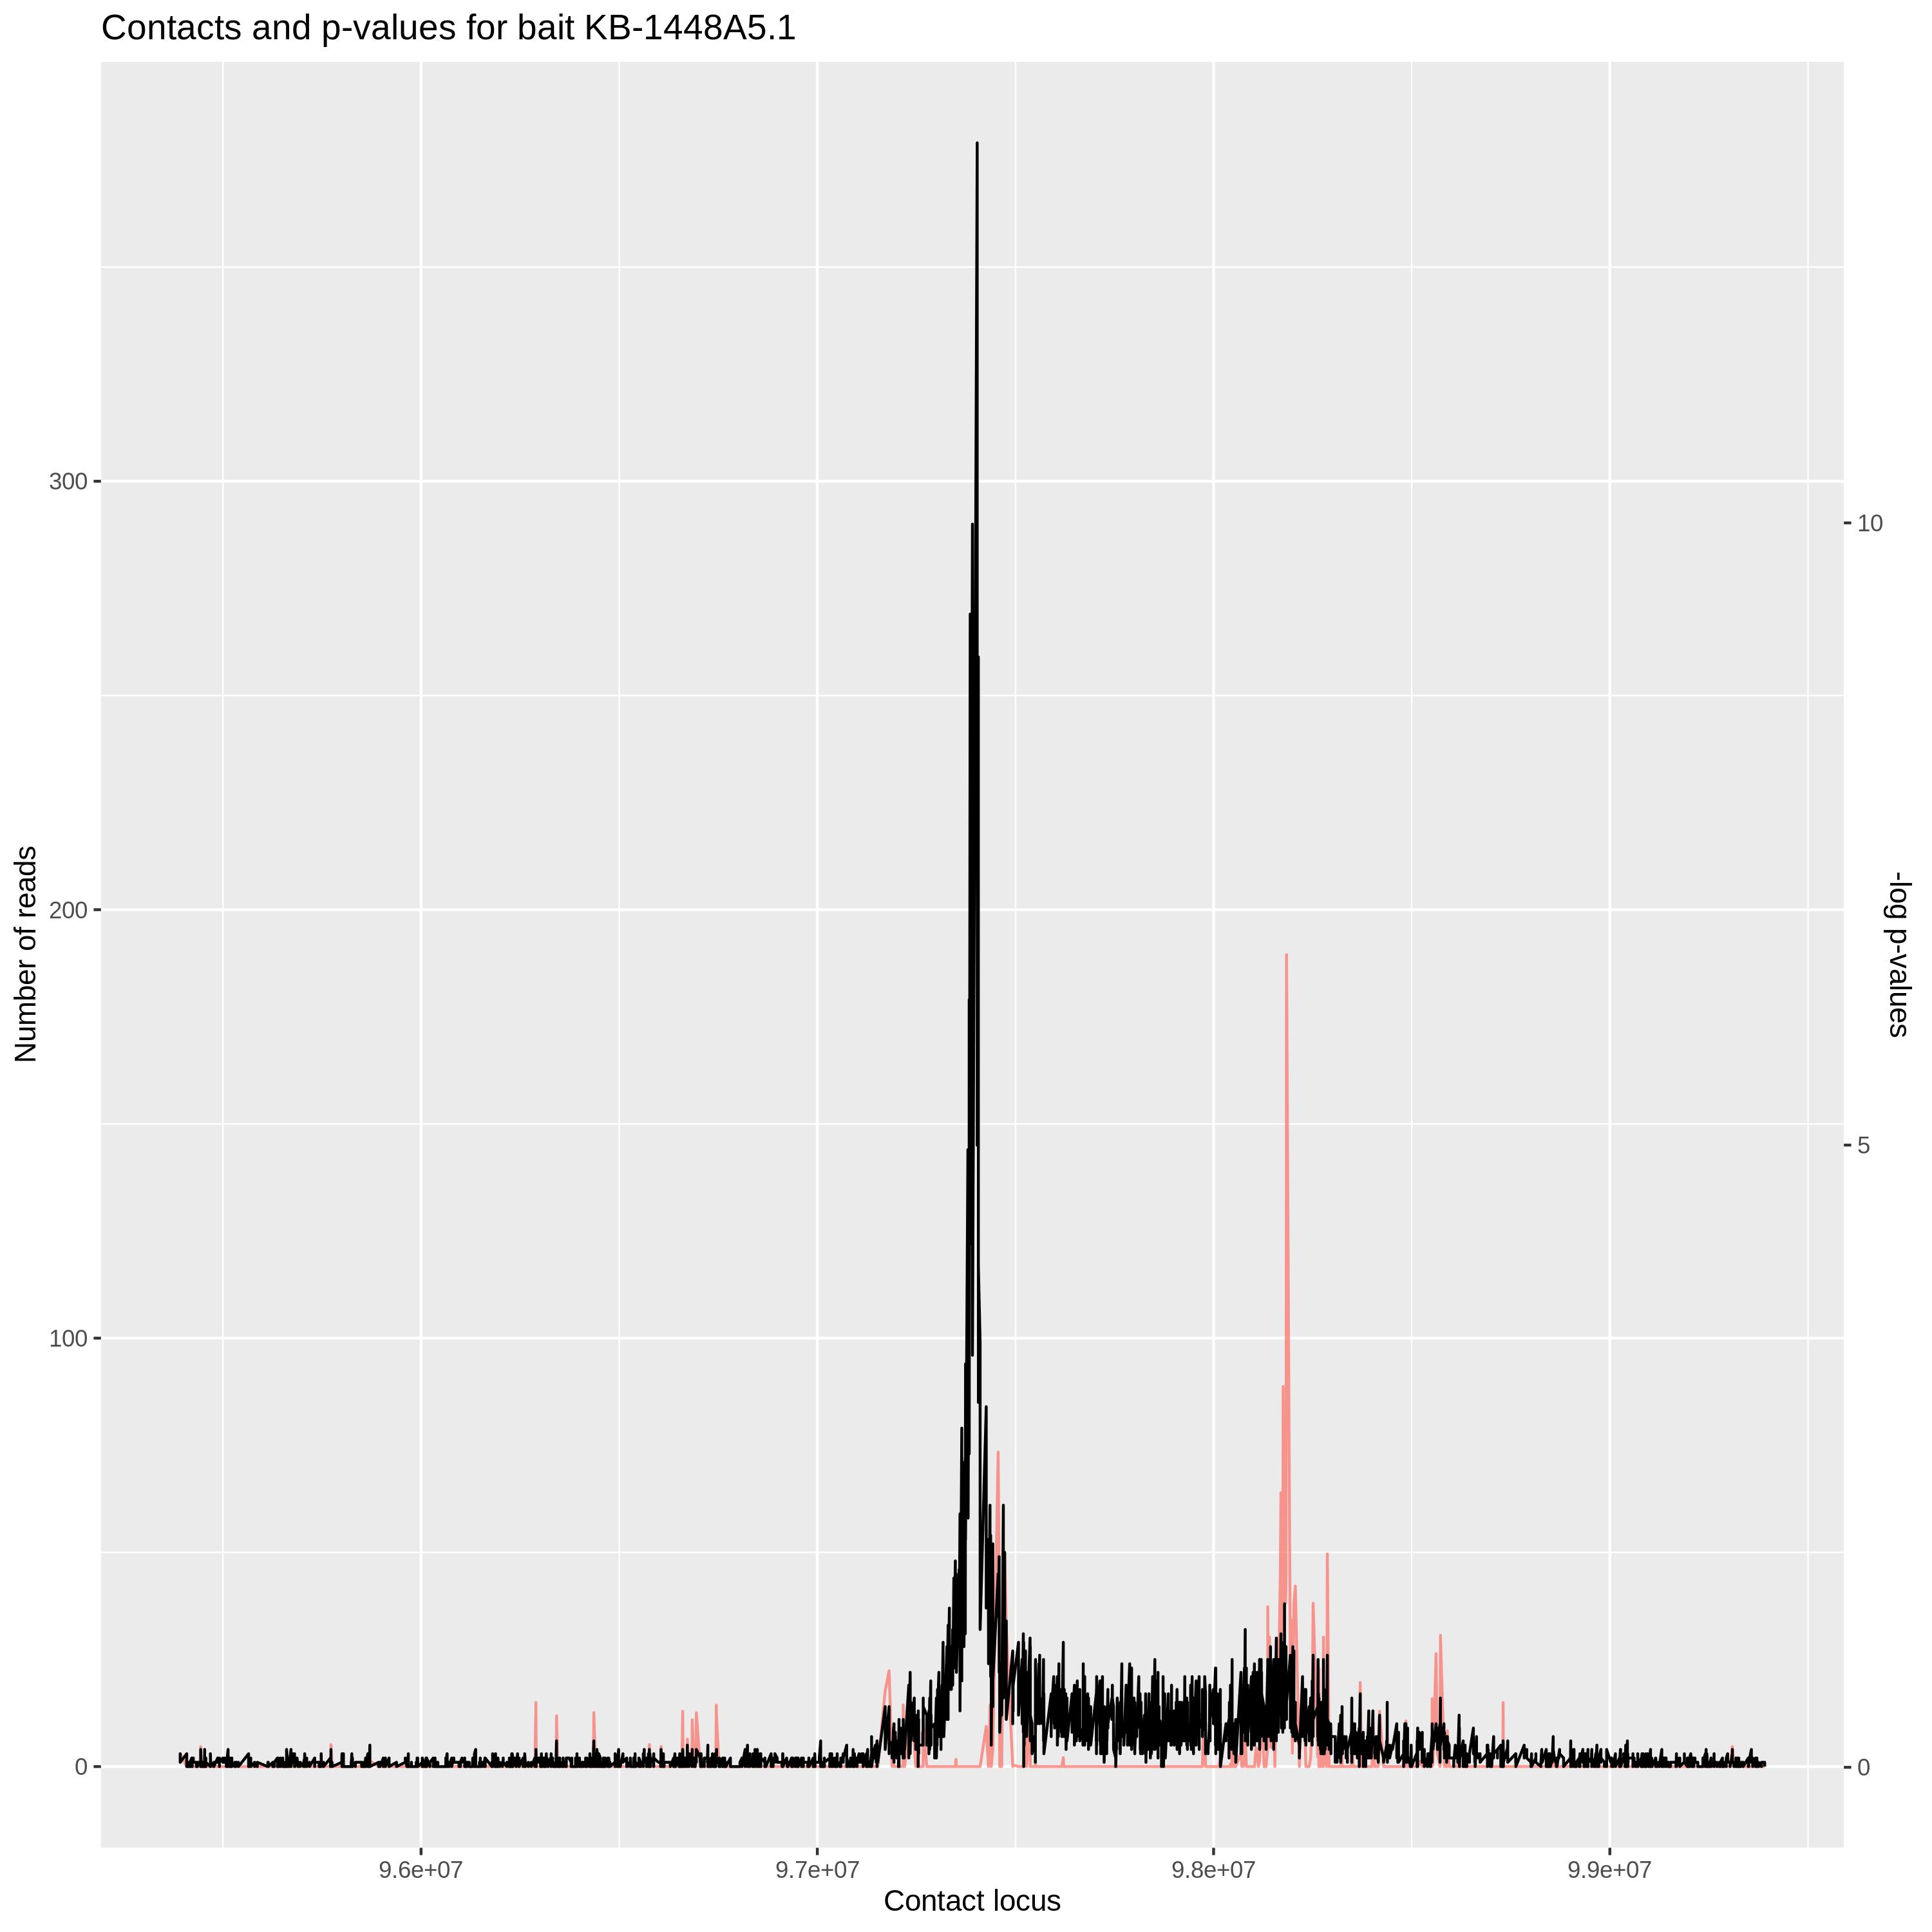 Contacts and p-values for bait KB-1448A5.1
Number of reads
300
200
100
0
10
5
0
-log p-values
9.6e+07
9.7e+07
9.8e+07
9.9e+07
Contact locus